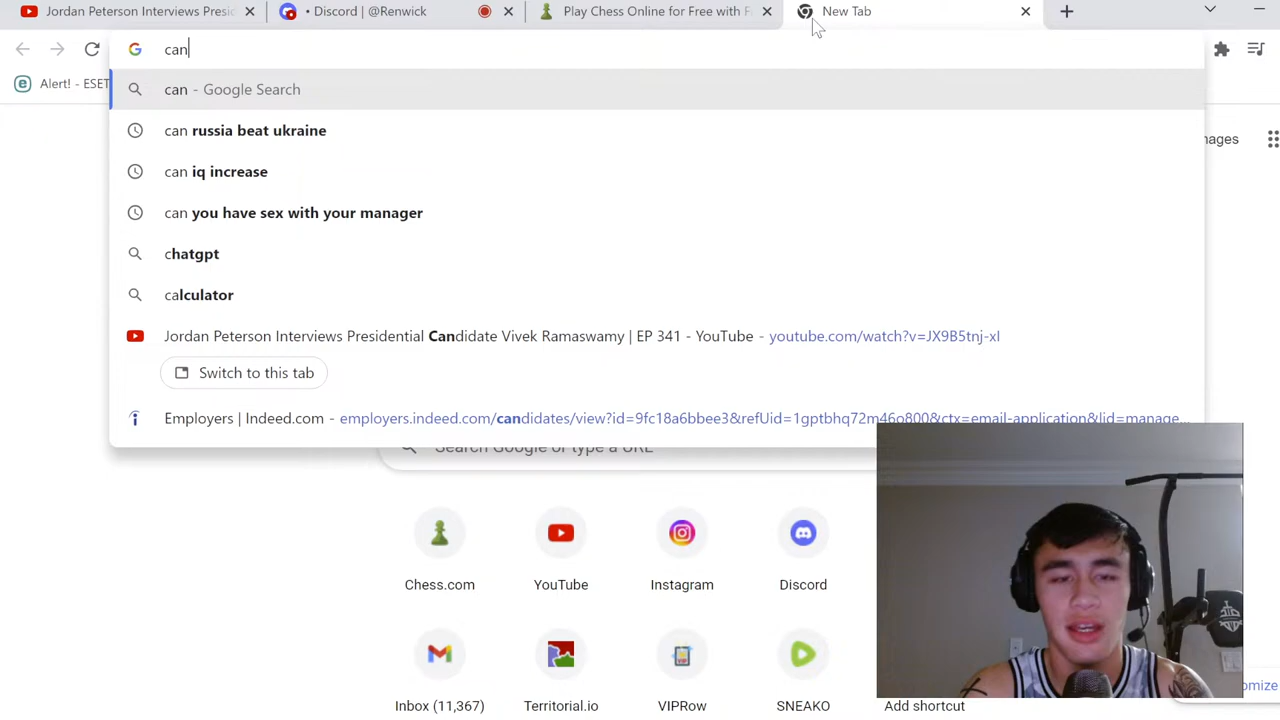 Jordan Peterson Interviews Presid
• Discord | @Renwick
Play Chess Online for Free with F
New Tab
can
Alert! - ESET
can - Google Search
can russia beat ukraine
can iq increase
can you have sex with your manager
chatgpt
calculator
Jordan Peterson Interviews Presidential Candidate Vivek Ramaswamy | EP 341 - YouTube - youtube.com/watch?v=JX9B5tnj-xI
Switch to this tab
Employers | Indeed.com - employers.indeed.com/candidates/view?id=9fc18a6bbee3&refUid=1gptbhq72m46o800&ctx=email-application&lid=manage...
mages
Search Google or type a URL
Chess.com
YouTube
Instagram
Discord
Inbox (11,367)
Territorial.io
VIPRow
SNEAKO
Add shortcut
omize